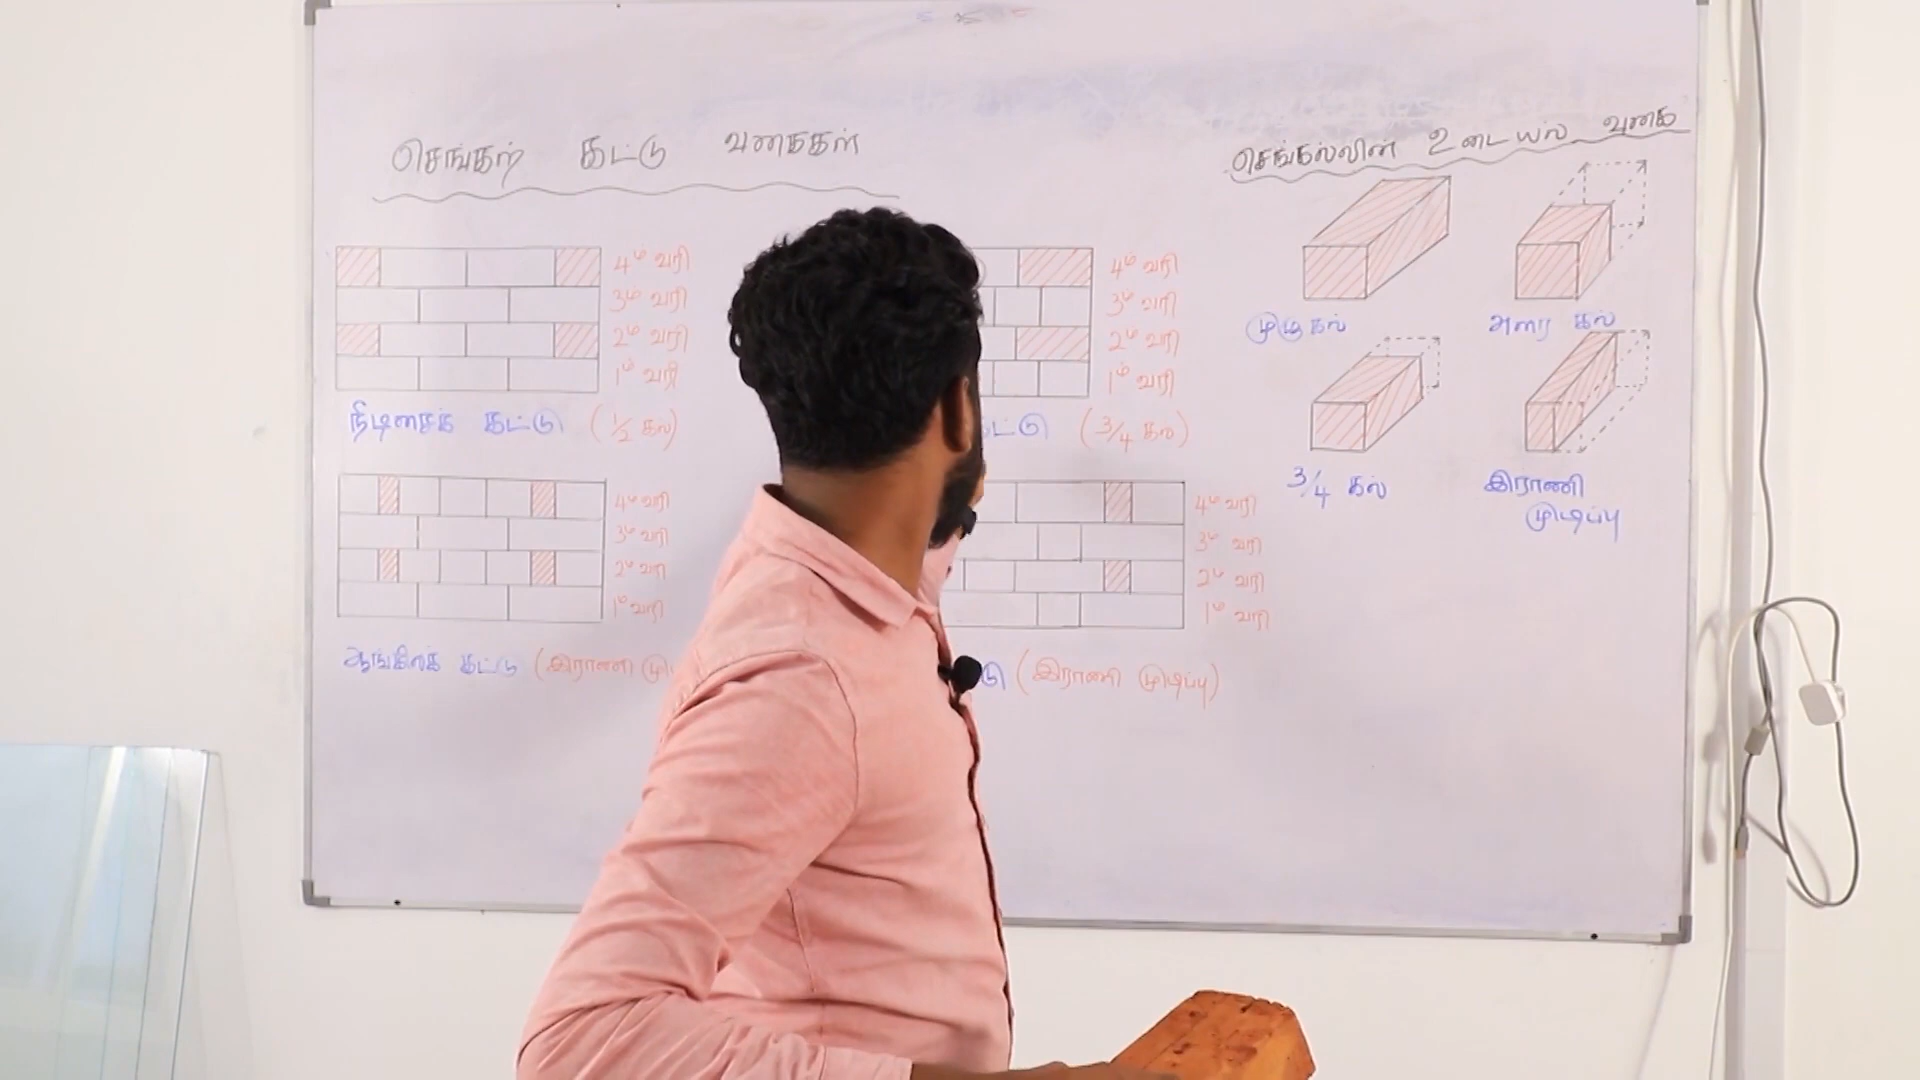 செங்கற் கட்டு வகைகள்
4ம் வரி
3ம் வரி
2ம் வரி
1ம் வரி
நீடிசைக் கட்டு (1/2 கல்)
4ம் வரி
3ம் வரி
2ம் வரி
1ம் வரி
கட்டு (3/4 கல்)
4ம் வரி
3ம் வரி
2ம் வரி
1ம் வரி
ஆங்கிலக் கட்டு (இராணி
4ம் வரி
3ம் வரி
2ம் வரி
1ம் வரி
(இராணி முடிப்பு)
செங்கல்லின் உடையல் வகை
முழுகல்
அரை கல்
3/4 கல்
இராணி
முடிப்பு